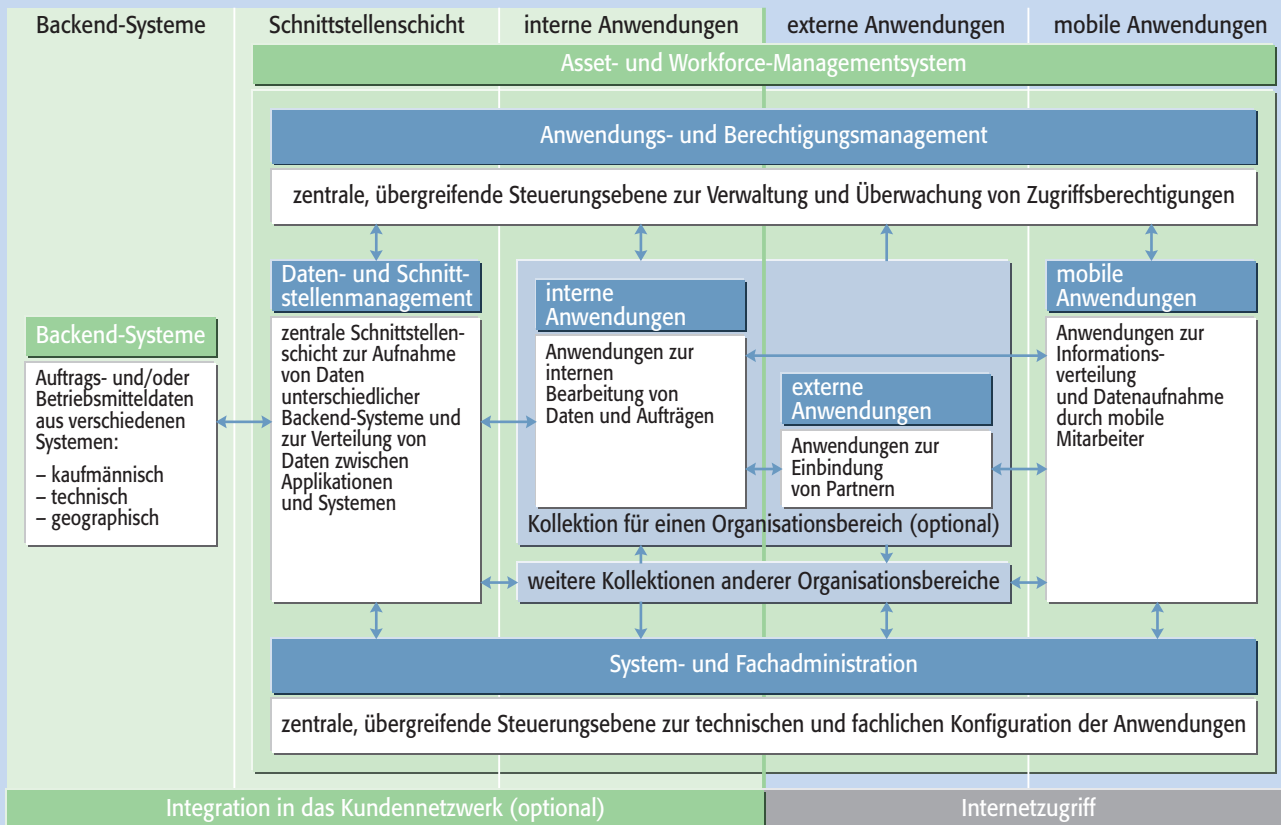 Backend-Systeme
Schnittstellenschicht
interne Anwendungen
externe Anwendungen
mobile Anwendungen
Asset- und Workforce-Managementsystem
Anwendungs- und Berechtigungsmanagement
zentrale, übergreifende Steuerungsebene zur Verwaltung und Überwachung von Zugriffsberechtigungen
Backend-Systeme
Auftrags- und/oder
Betriebsmitteldaten
aus verschiedenen
Systemen:
– kaufmännisch
– technisch
– geographisch
Daten- und Schnitt-
stellenmanagement
zentrale Schnittstellen-
schicht zur Aufnahme
von Daten
unterschiedlicher
Backend-Systeme und
zur Verteilung von
Daten zwischen
Applikationen
und Systemen
interne
Anwendungen
Anwendungen zur
internen
Bearbeitung von
Daten und Aufträgen
externe
Anwendungen
Anwendungen zur
Einbindung
von Partnern
Kollektion für einen Organisationsbereich (optional)
weitere Kollektionen anderer Organisationsbereiche
mobile
Anwendungen
Anwendungen zur
Informations-
verteilung
und Datenaufnahme
durch mobile
Mitarbeiter
System- und Fachadministration
zentrale, übergreifende Steuerungsebene zur technischen und fachlichen Konfiguration der Anwendungen
Integration in das Kundennetzwerk (optional)
Internetzugriff